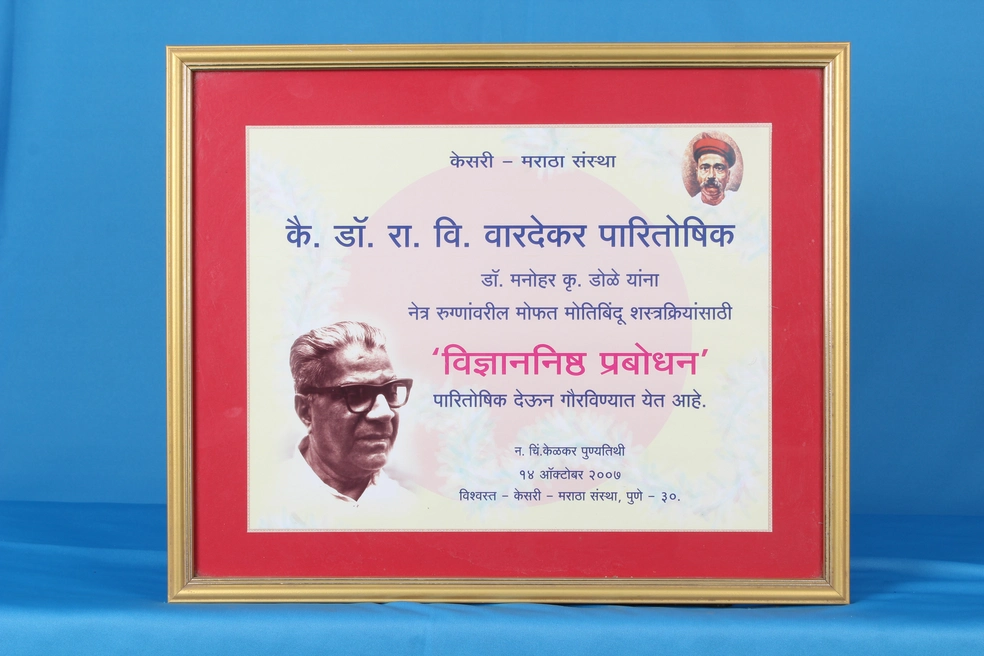 केसरी – मराठा संस्था
कै. डॉ. रा. वि. वारदेकर पारितोषिक
डॉ. मनोहर कृ. डोळे यांना
नेत्र रुग्णांवरील मोफत मोतिबिंदू शस्त्रक्रियांसाठी
‘विज्ञाननिष्ठ प्रबोधन’
पारितोषिक देऊन गौरविण्यात येत आहे.
न. चिं.केळकर पुण्यतिथी
१४ ऑक्टोबर २००७
विश्वस्त – केसरी – मराठा संस्था, पुणे – ३०.